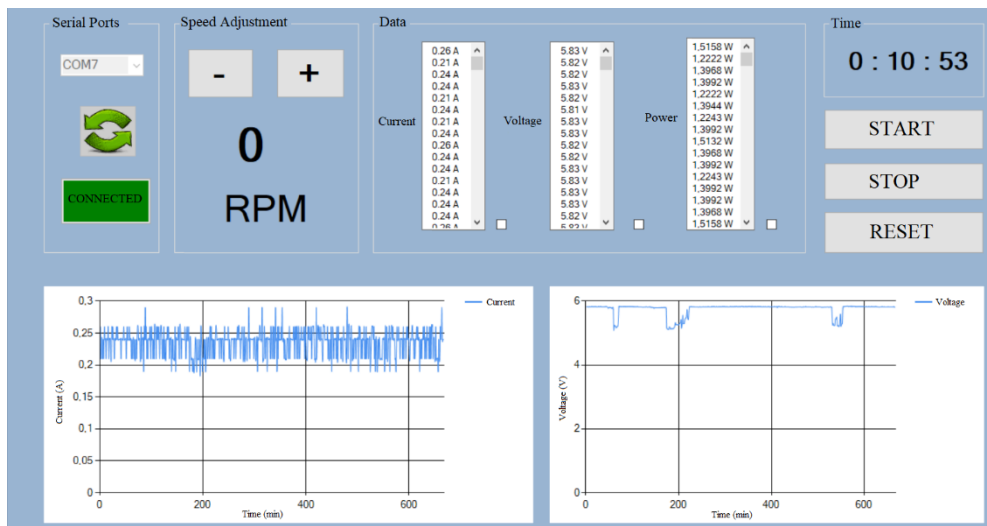 Serial Ports
COM7
CONNECTED
Speed Adjustment
-
+
0
RPM
Data
Current
0.26 A
0.21 A
0.24 A
0.24 A
0.21 A
0.24 A
0.21 A
0.24 A
0.26 A
0.24 A
0.24 A
0.21 A
0.24 A
0.24 A
0.24 A
0.26 A
Voltage
5.83 V
5.82 V
5.82 V
5.83 V
5.82 V
5.81 V
5.83 V
5.83 V
5.82 V
5.82 V
5.83 V
5.83 V
5.83 V
5.83 V
5.82 V
5.83 V
Power
1,5158 W
1,2222 W
1,3968 W
1,3992 W
1,2222 W
1,3944 W
1,2243 W
1,3992 W
1,5132 W
1,3968 W
1,3992 W
1,2243 W
1,3992 W
1,3992 W
1,3968 W
1,5158 W
Time
0 : 10 : 53
START
STOP
RESET
0,3
0,25
0,2
0,15
0,1
0,05
0
Current (A)
0
200
400
600
Time (min)
Current
6
4
2
0
Voltage (V)
0
200
400
600
Time (min)
Voltage